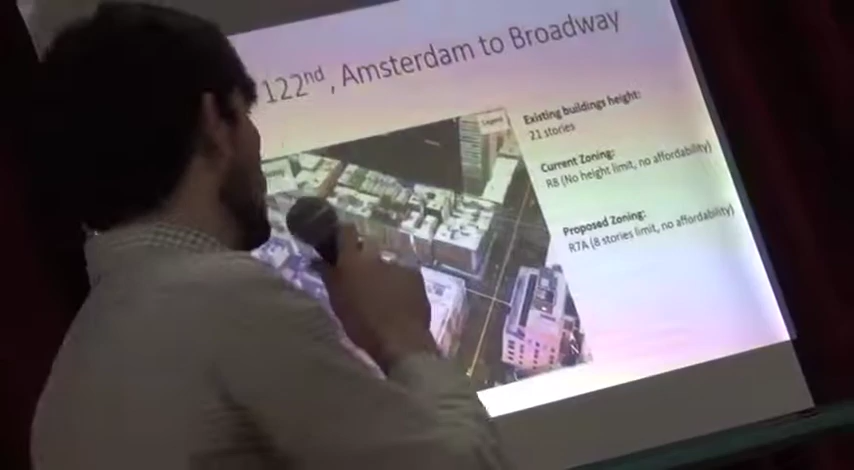 122nd, Amsterdam to Broadway
Legend
Existing buildings height:
21 stories
Current Zoning:
R8 (No height limit, no affordability)
Proposed Zoning:
R7A (8 stories limit, no affordability)